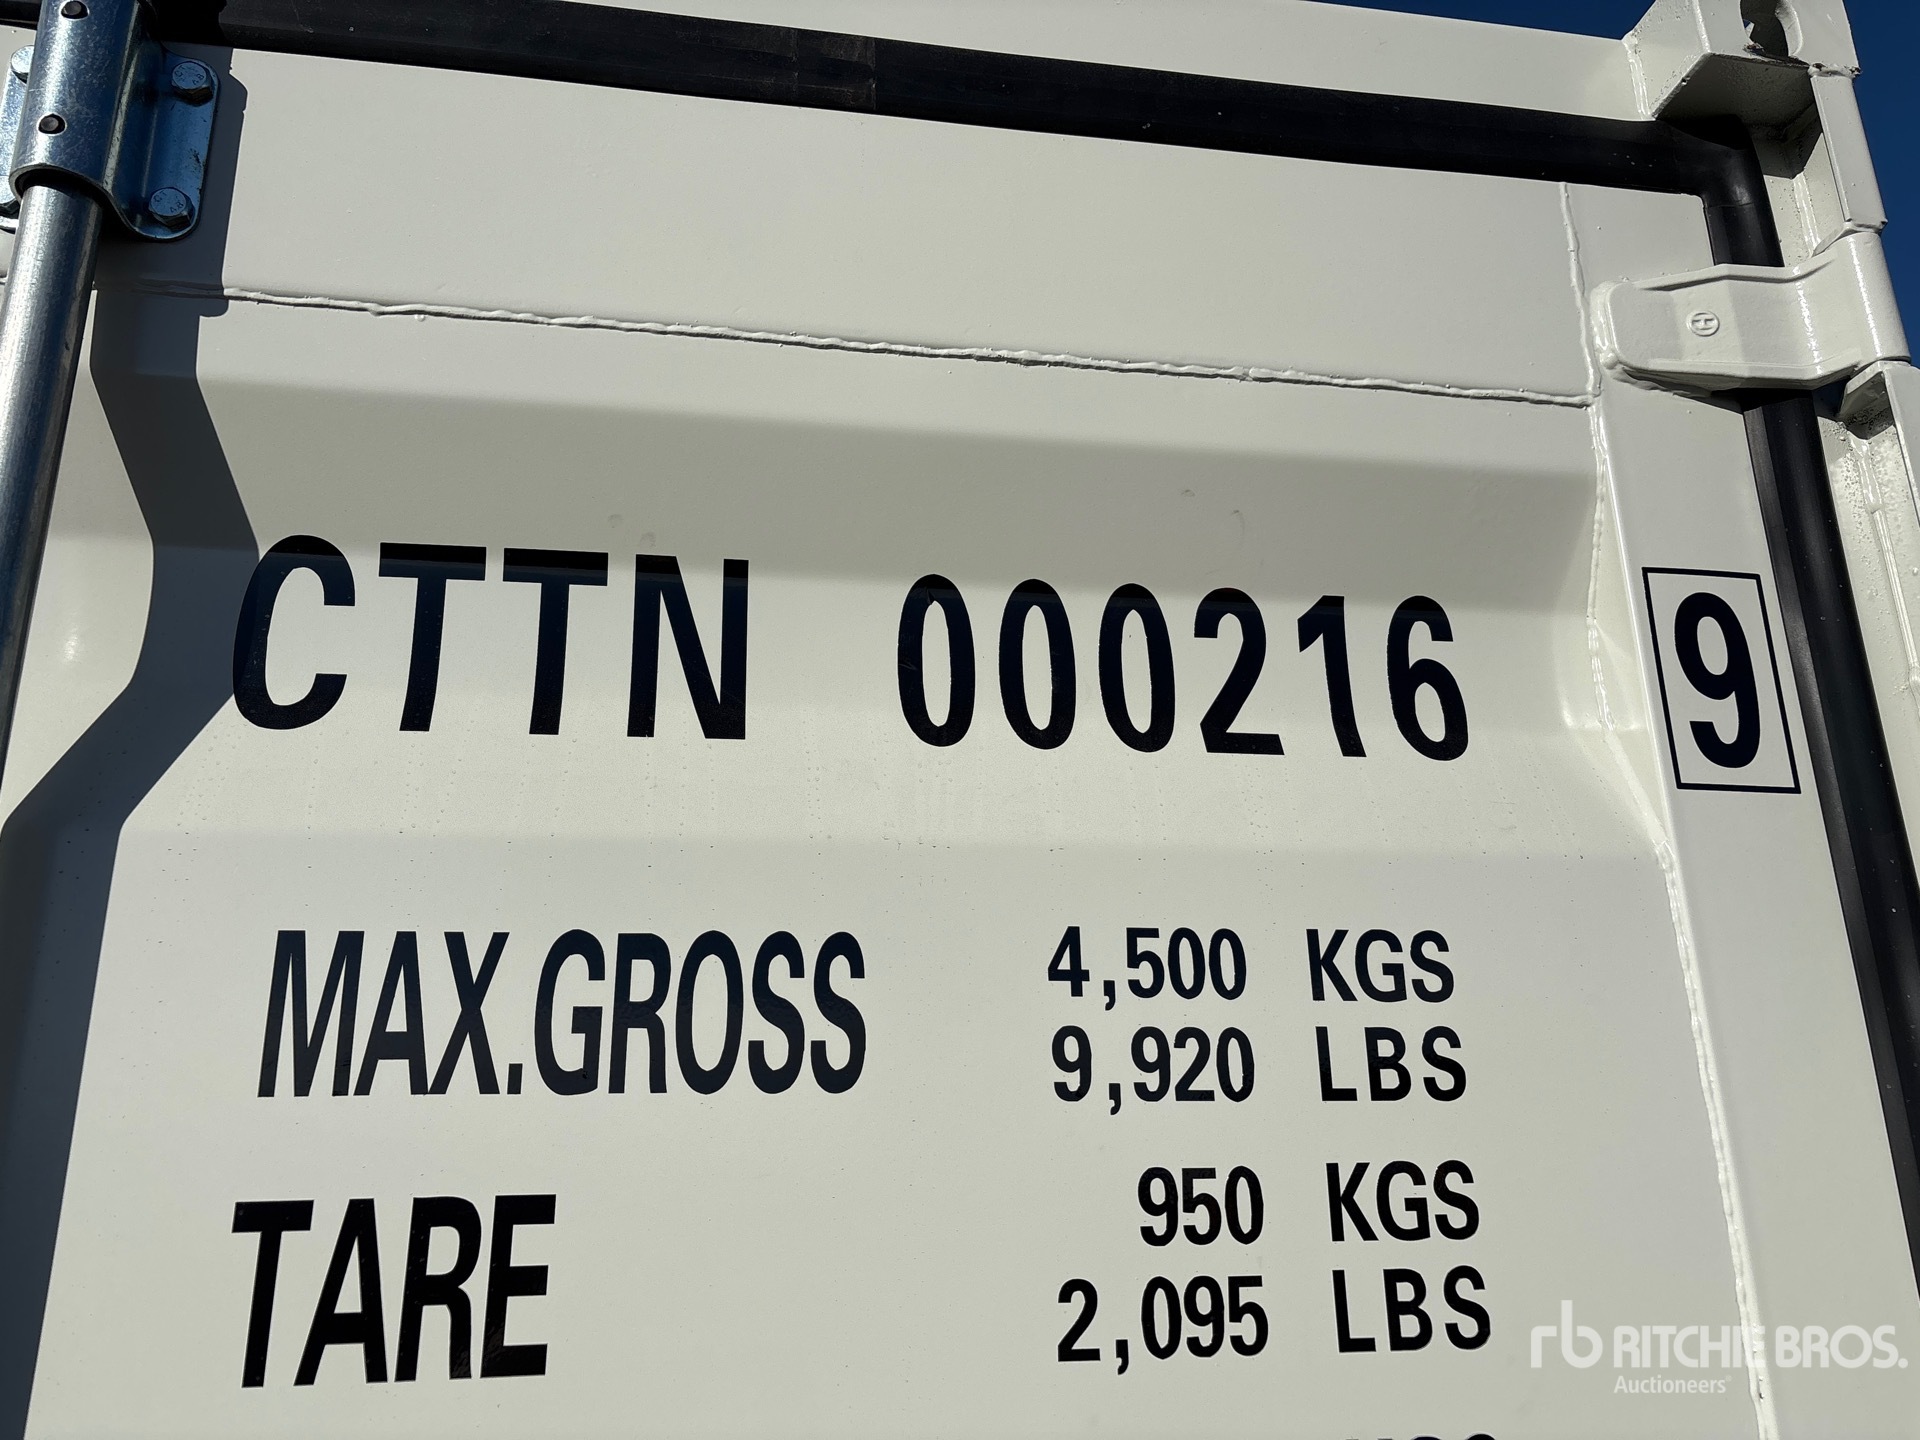 CTTN 000216 9
MAX.GROSS 4,500 KGS
9,920 LBS
TARE 950 KGS
2,095 LBS
rb RITCHIE BROS.
Auctioneers